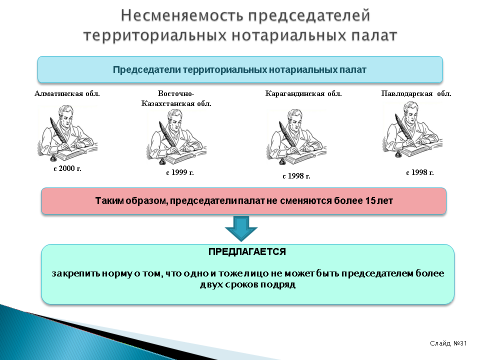 Несменяемость председателей
территориальных нотариальных палат
Председатели территориальных нотариальных палат
Алматинская обл.
Восточно-
Казахстанская обл.
Карагандинская обл.
Павлодарская обл.
с 2000 г.
с 1999 г.
с 1998 г.
с 1998 г.
Таким образом, председатели палат не сменяются более 15 лет
ПРЕДЛАГАЕТСЯ
закрепить норму о том, что одно и тоже лицо не может быть председателем более
двух сроков подряд
Слайд №31